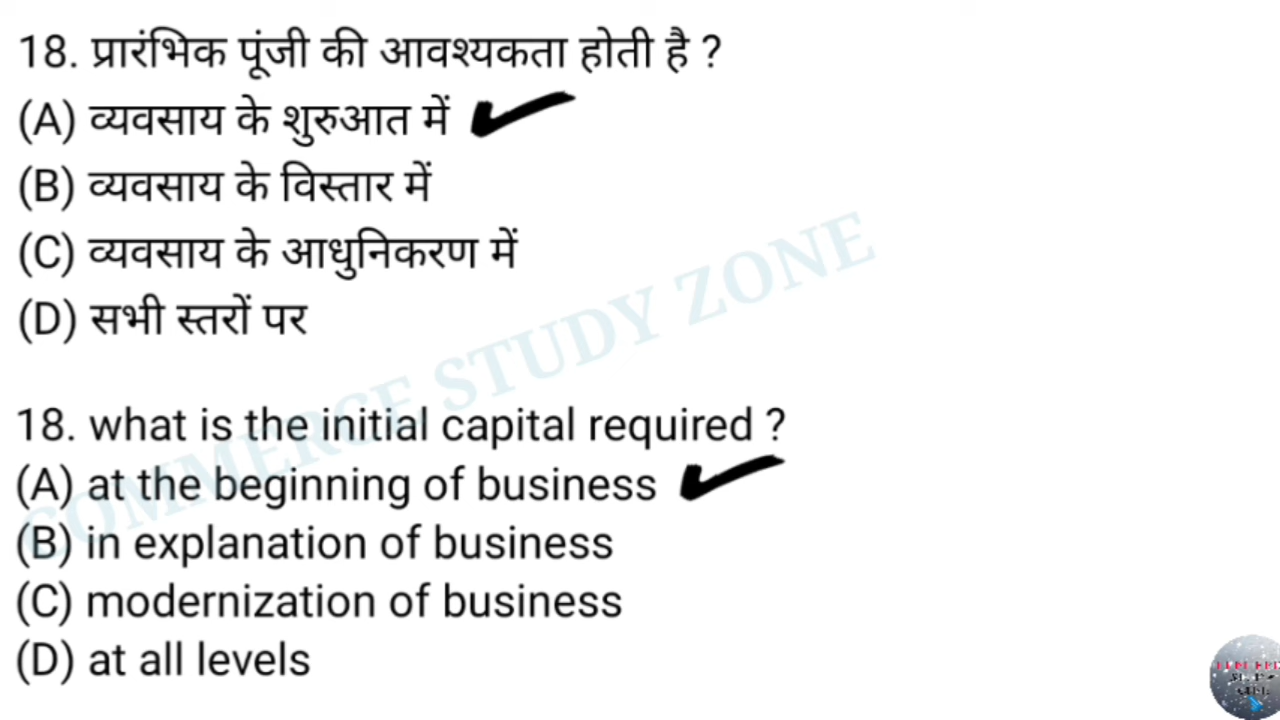 18. प्रारंभिक पूंजी की आवश्यकता होती है ?
(A) व्यवसाय के शुरुआत में
(B) व्यवसाय के विस्तार में
(C) व्यवसाय के आधुनिकरण में
(D) सभी स्तरों पर
COMMERCE STUDY ZONE
18. what is the initial capital required ?
(A) at the beginning of business
(B) in explanation of business
(C) modernization of business
(D) at all levels